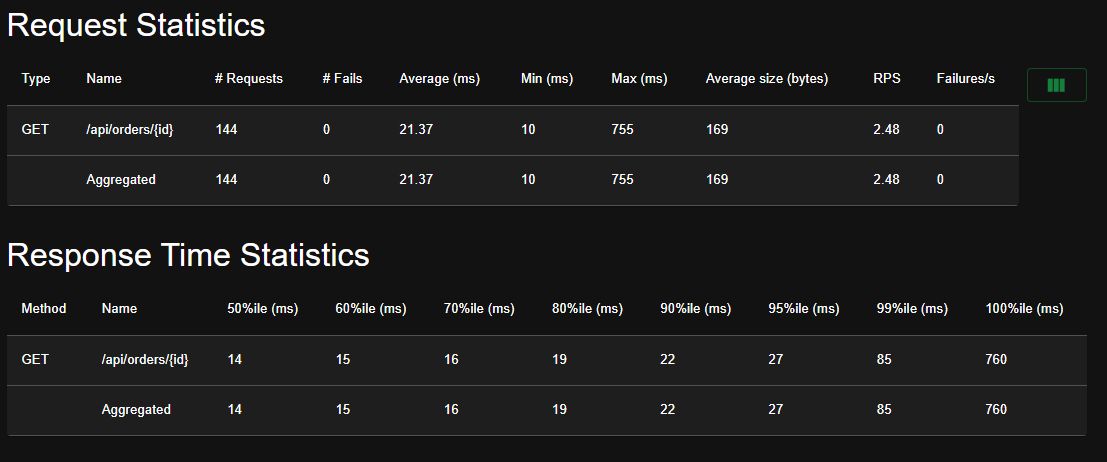 Request Statistics
Type Name # Requests # Fails Average (ms) Min (ms) Max (ms) Average size (bytes) RPS Failures/s
GET /api/orders/{id} 144 0 21.37 10 755 169 2.48 0
Aggregated 144 0 21.37 10 755 169 2.48 0
Response Time Statistics
Method Name 50%ile (ms) 60%ile (ms) 70%ile (ms) 80%ile (ms) 90%ile (ms) 95%ile (ms) 99%ile (ms) 100%ile (ms)
GET /api/orders/{id} 14 15 16 19 22 27 85 760
Aggregated 14 15 16 19 22 27 85 760